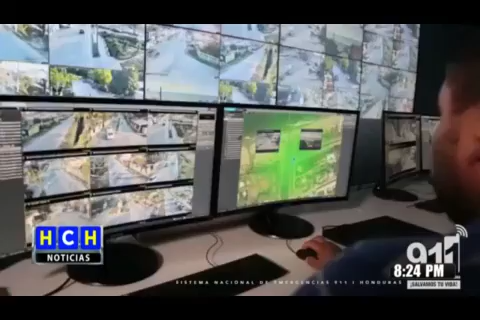 HCH
NOTICIAS
911
8:24 PM
¡SALVAMOS TU VIDA!
SISTEMA NACIONAL DE EMERGENCIAS 911 | HONDURAS